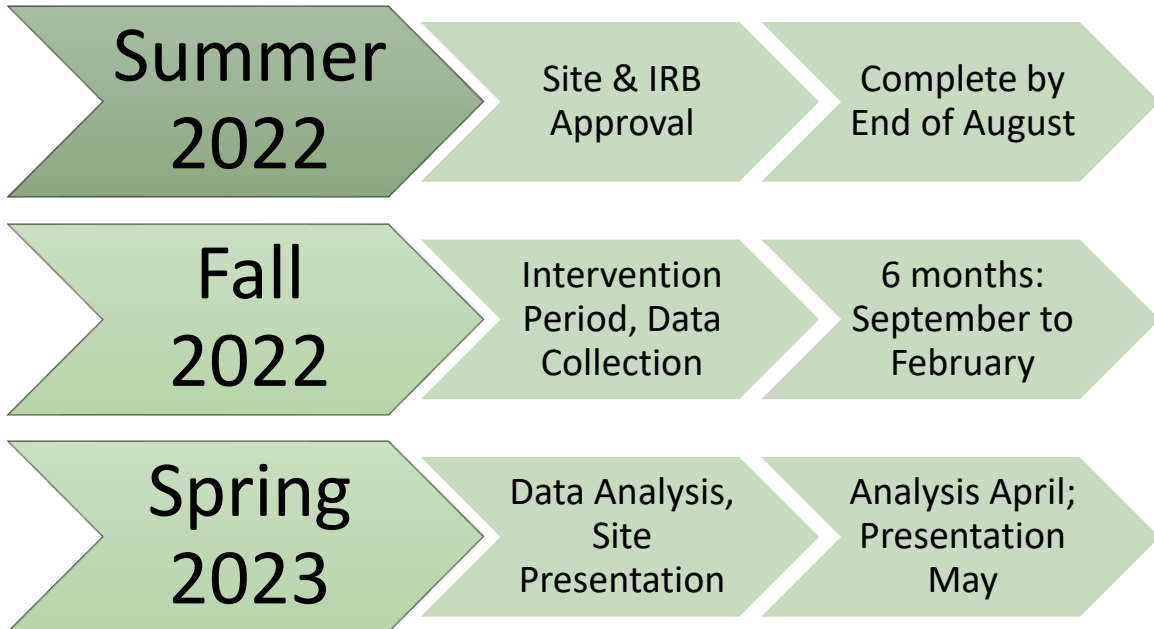 Summer
2022
Site & IRB
Approval
Complete by
End of August
Fall
2022
Intervention
Period, Data
Collection
6 months:
September to
February
Spring
2023
Data Analysis,
Site
Presentation
Analysis April;
Presentation
May